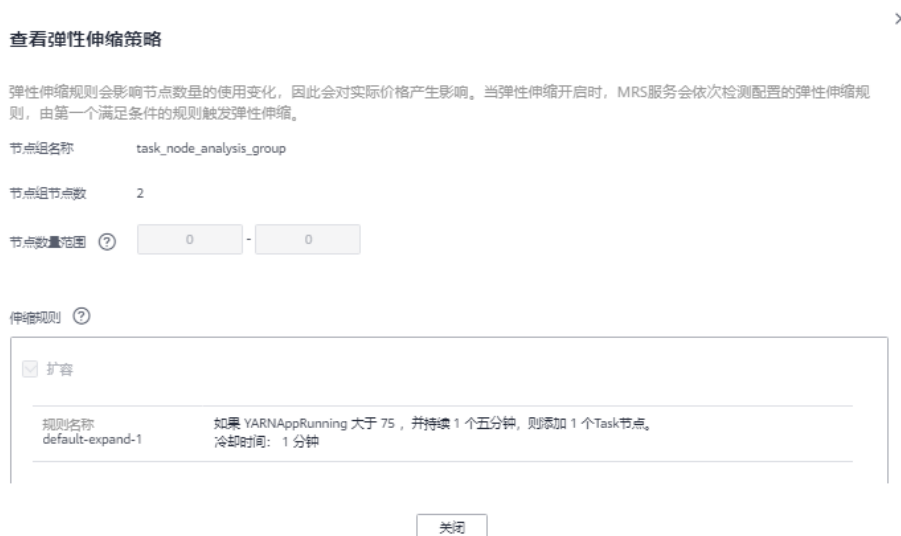 查看弹性伸缩策略
弹性伸缩规则会影响节点数量的使用变化，因此会对实际价格产生影响。当弹性伸缩开启时，MRS服务会依次检测配置的弹性伸缩规
则，由第一个满足条件的规则触发弹性伸缩。
节点组名称 task_node_analysis_group
节点组节点数 2
节点数量范围 ? 0 - 0
伸缩规则 ?
扩容
规则名称 如果 YARNAppRunning 大于 75 ，并持续 1 个五分钟，则添加 1 个Task节点。
default-expand-1 冷却时间： 1 分钟
关闭